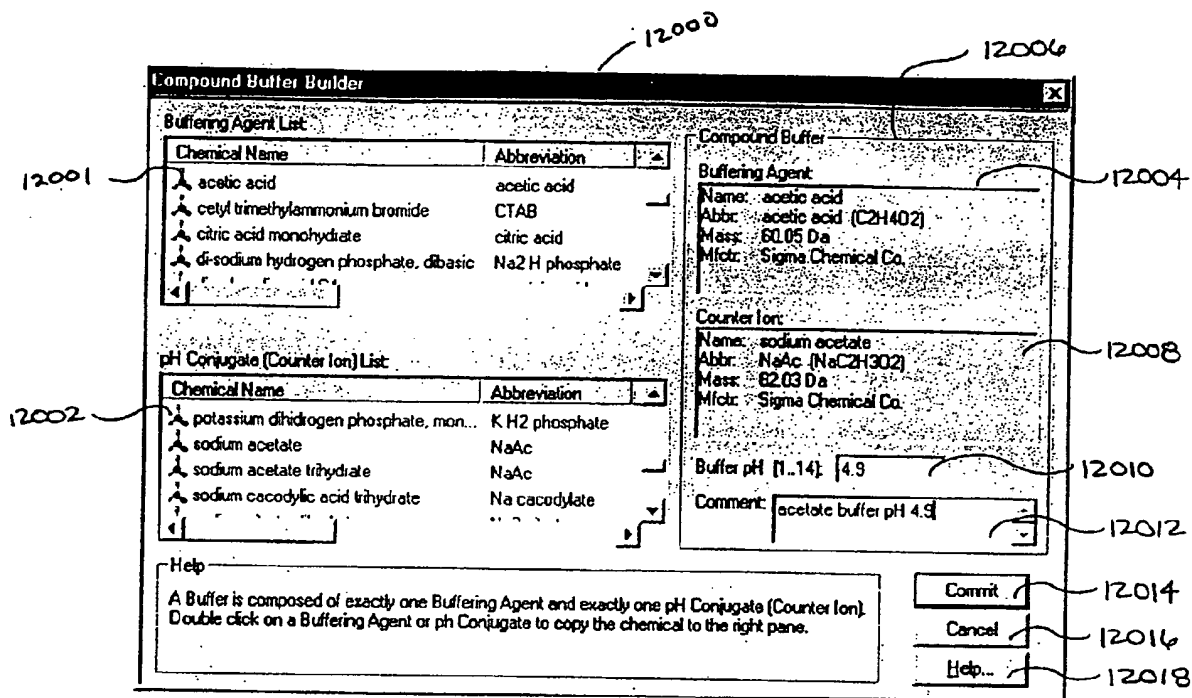 12000
12006
Compound Buffer Builder
Buffering Agent List:
Chemical Name Abbreviation
12001
acetic acid acetic acid
cetyl trimethylammonium bromide CTAB
citric acid monohydrate citric acid
di-sodium hydrogen phosphate, dibasic Na2 H phosphate
pH Conjugate (Counter Ion) List:
Chemical Name Abbreviation
12002
potassium dihidrogen phosphate, mon... K H2 phosphate
sodium acetate NaAc
sodium acetate trihydrate NaAc
sodium cacodylic acid trihydrate Na cacodylate
Compound Buffer
Buffering Agent:
12004
Name: acetic acid
Abbr: acetic acid (C2H4O2)
Mass: 60.05 Da
Mfctr: Sigma Chemical Co.
Counter Ion:
Name: sodium acetate
12008
Abbr: NaAc (NaC2H3O2)
Mass: 82.03 Da
Mfctr: Sigma Chemical Co.
Buffer pH [1..14]: 4.9
12010
Comment: acetate buffer pH 4.9
12012
Help
A Buffer is composed of exactly one Buffering Agent and exactly one pH Conjugate (Counter Ion).
Double click on a Buffering Agent or ph Conjugate to copy the chemical to the right pane.
Commit
12014
Cancel
12016
Help...
12018